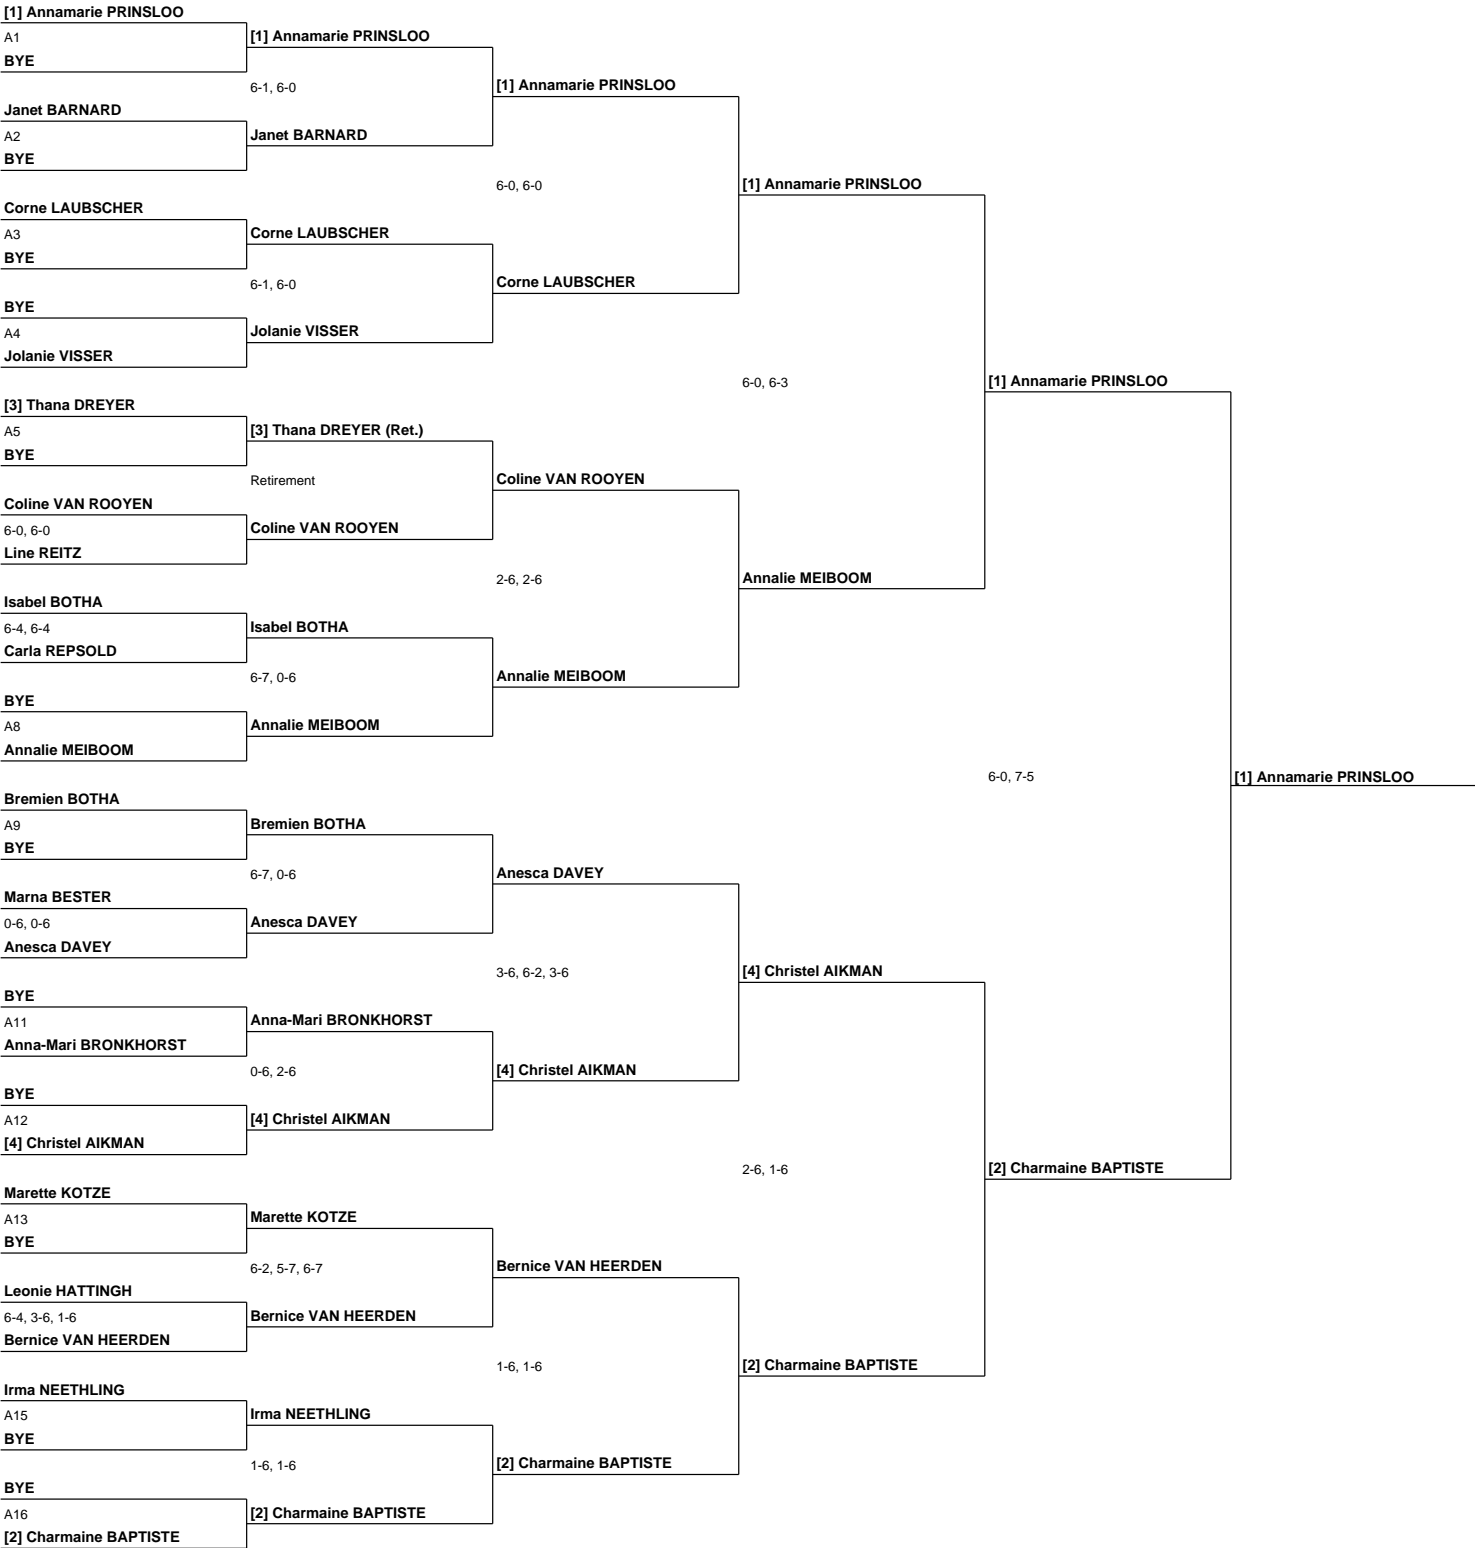 [1] Annamarie PRINSLOO
A1
BYE
Janet BARNARD
A2
BYE
Corne LAUBSCHER
A3
BYE
BYE
A4
Jolanie VISSER
[3] Thana DREYER
A5
BYE
Coline VAN ROOYEN
6-0, 6-0
Line REITZ
Isabel BOTHA
6-4, 6-4
Carla REPSOLD
BYE
A8
Annalie MEIBOOM
Bremien BOTHA
A9
BYE
Marna BESTER
0-6, 0-6
Anesca DAVEY
BYE
A11
Anna-Mari BRONKHORST
BYE
A12
[4] Christel AIKMAN
Marette KOTZE
A13
BYE
Leonie HATTINGH
6-4, 3-6, 1-6
Bernice VAN HEERDEN
Irma NEETHLING
A15
BYE
BYE
A16
[2] Charmaine BAPTISTE
[1] Annamarie PRINSLOO
6-1, 6-0
Janet BARNARD
Corne LAUBSCHER
6-1, 6-0
Jolanie VISSER
[3] Thana DREYER (Ret.)
Retirement
Coline VAN ROOYEN
Isabel BOTHA
6-7, 0-6
Annalie MEIBOOM
Bremien BOTHA
6-7, 0-6
Anesca DAVEY
Anna-Mari BRONKHORST
0-6, 2-6
[4] Christel AIKMAN
Marette KOTZE
6-2, 5-7, 6-7
Bernice VAN HEERDEN
Irma NEETHLING
1-6, 1-6
[2] Charmaine BAPTISTE
[1] Annamarie PRINSLOO
6-0, 6-0
Corne LAUBSCHER
Coline VAN ROOYEN
2-6, 2-6
Annalie MEIBOOM
Anesca DAVEY
3-6, 6-2, 3-6
[4] Christel AIKMAN
Bernice VAN HEERDEN
1-6, 1-6
[2] Charmaine BAPTISTE
[1] Annamarie PRINSLOO
6-0, 6-3
Annalie MEIBOOM
[4] Christel AIKMAN
2-6, 1-6
[2] Charmaine BAPTISTE
[1] Annamarie PRINSLOO
6-0, 7-5
[2] Charmaine BAPTISTE
[1] Annamarie PRINSLOO